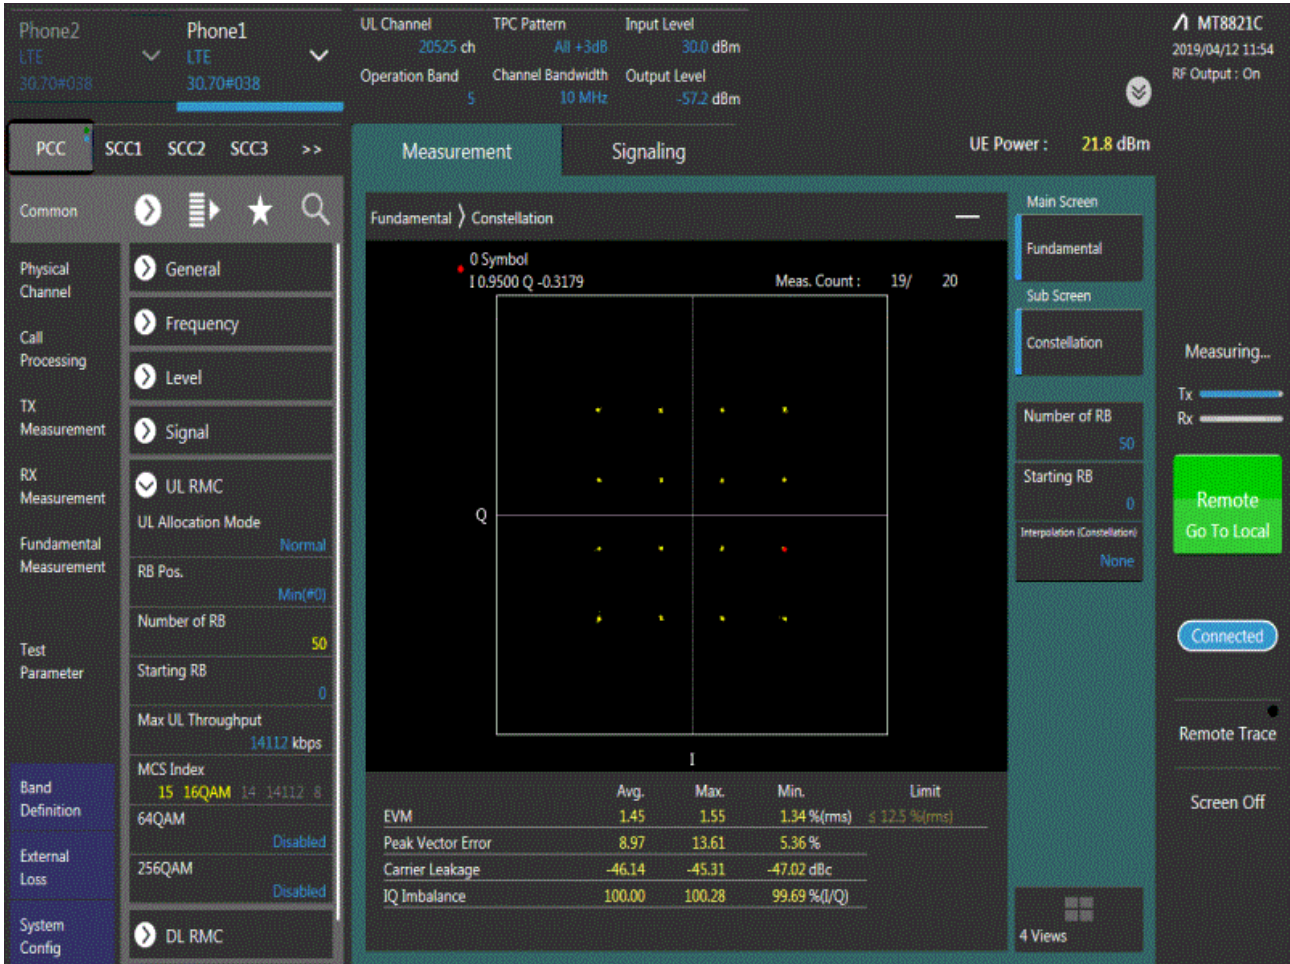 Phone2
LTE
30.70#038
Phone1
LTE
30.70#038
UL Channel
20525 ch
TPC Pattern
All +3dB
Input Level
30.0 dBm
Operation Band
5
Channel Bandwidth
10 MHz
Output Level
-57.2 dBm
MT8821C
2019/04/12 11:54
RF Output : On
PCC SCC1 SCC2 SCC3 >>
Measurement
Signaling
UE Power : 21.8 dBm
Common
Physical
Channel
Call
Processing
TX
Measurement
RX
Measurement
Fundamental
Measurement
Test
Parameter
Band
Definition
External
Loss
System
Config
General
Frequency
Level
Signal
UL RMC
UL Allocation Mode
Normal
RB Pos.
Min(#0)
Number of RB
50
Starting RB
0
Max UL Throughput
14112 kbps
MCS Index
15 16QAM 14 14112 8
64QAM
Disabled
256QAM
Disabled
DL RMC
Fundamental 〉 Constellation
0 Symbol
I 0.9500 Q -0.3179
Meas. Count : 19/ 20
Q
I
Avg. Max. Min. Limit
EVM 1.45 1.55 1.34 %(rms) ≤ 12.5 %(rms)
Peak Vector Error 8.97 13.61 5.36 %
Carrier Leakage -46.14 -45.31 -47.02 dBc
IQ Imbalance 100.00 100.28 99.69 %(I/Q)
Main Screen
Fundamental
Sub Screen
Constellation
Number of RB
50
Starting RB
0
Interpolation (Constellation)
None
4 Views
Measuring...
Tx
Rx
Remote
Go To Local
Connected
Remote Trace
Screen Off